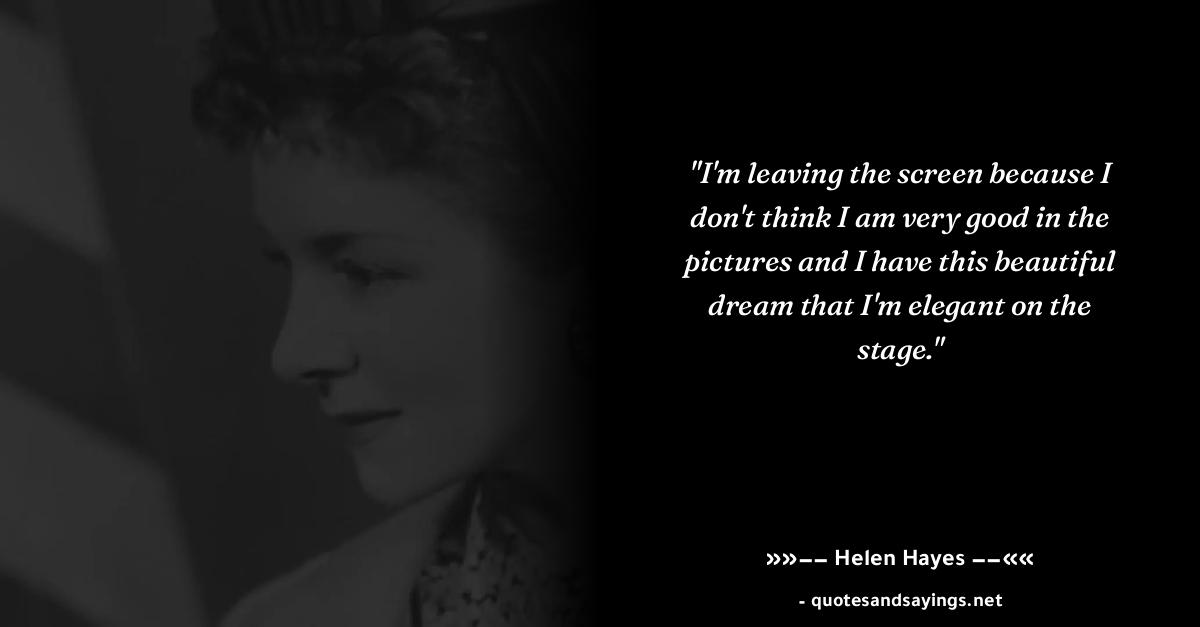 "I'm leaving the screen because I
don't think I am very good in the
pictures and I have this beautiful
dream that I'm elegant on the
stage."
»»−− Helen Hayes −−««
- quotesandsayings.net